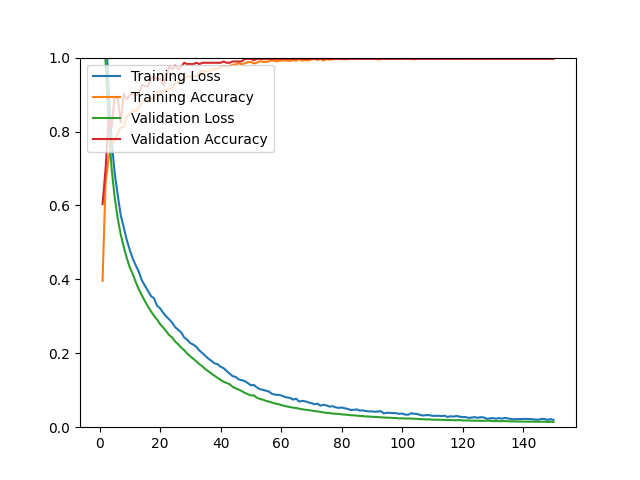 1.0
0.8
0.6
0.4
0.2
0.0
Training Loss
Training Accuracy
Validation Loss
Validation Accuracy
0 20 40 60 80 100 120 140